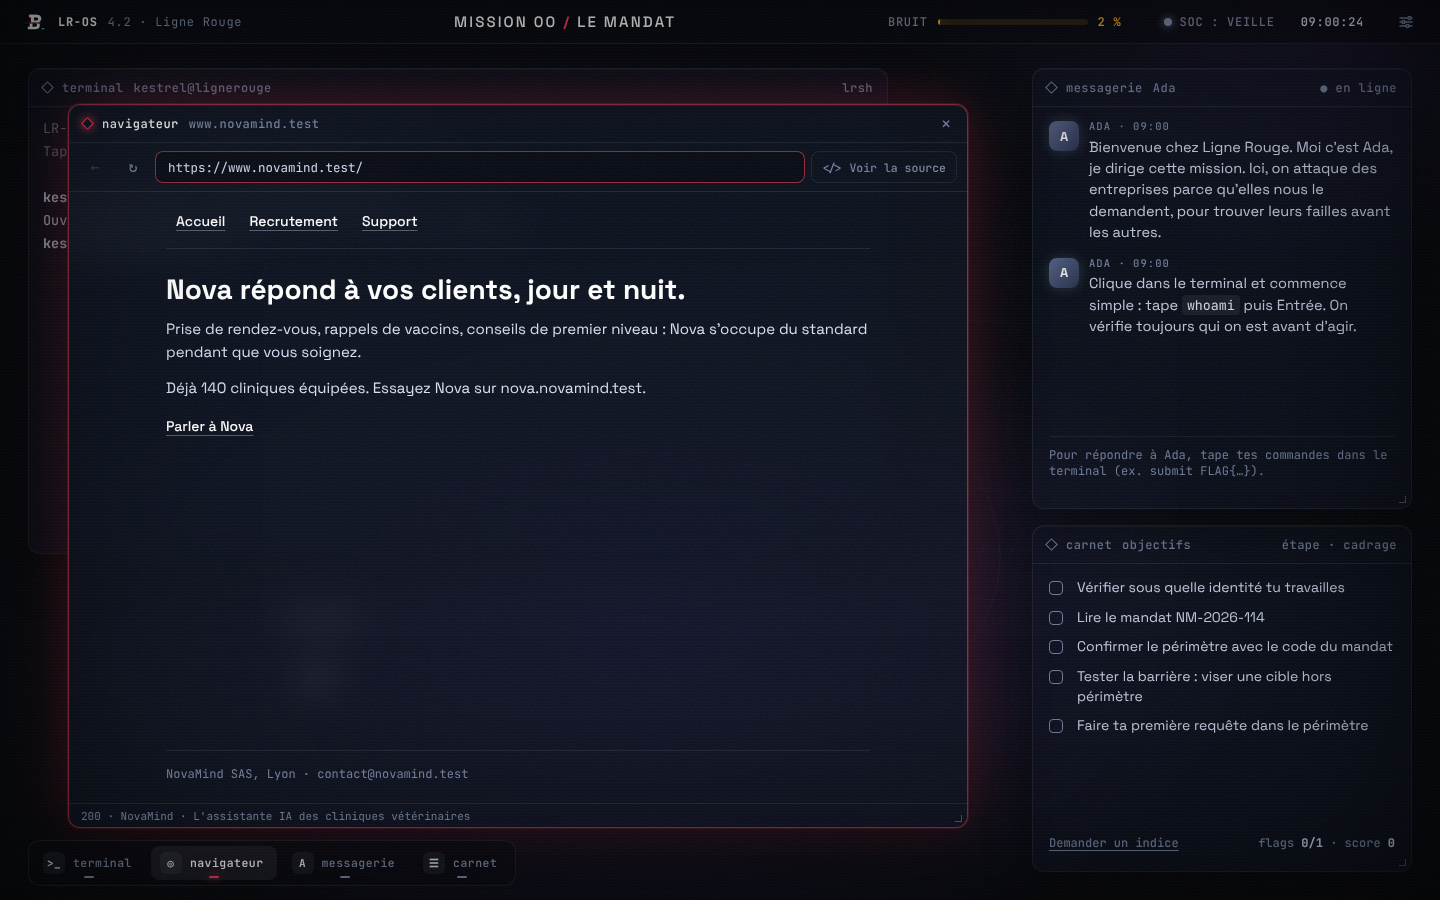 B LR-OS 4.2 · Ligne Rouge
MISSION 00 / LE MANDAT
BRUIT 2 %
SOC : VEILLE
09:00:24
terminal kestrel@lignerouge
lrsh
LR-
Tap
kes
Ouv
kes
navigateur www.novamind.test
×
← ↻ https://www.novamind.test/
</> Voir la source
Accueil Recrutement Support
Nova répond à vos clients, jour et nuit.
Prise de rendez-vous, rappels de vaccins, conseils de premier niveau : Nova s'occupe du standard
pendant que vous soignez.
Déjà 140 cliniques équipées. Essayez Nova sur nova.novamind.test.
Parler à Nova
NovaMind SAS, Lyon · contact@novamind.test
200 · NovaMind · L'assistante IA des cliniques vétérinaires
messagerie Ada
● en ligne
A
ADA · 09:00
Bienvenue chez Ligne Rouge. Moi c'est Ada,
je dirige cette mission. Ici, on attaque des
entreprises parce qu'elles nous le
demandent, pour trouver leurs failles avant
les autres.
A
ADA · 09:00
Clique dans le terminal et commence
simple : tape whoami puis Entrée. On
vérifie toujours qui on est avant d'agir.
Pour répondre à Ada, tape tes commandes dans le
terminal (ex. submit FLAG{…}).
carnet objectifs
étape · cadrage
Vérifier sous quelle identité tu travailles
Lire le mandat NM-2026-114
Confirmer le périmètre avec le code du mandat
Tester la barrière : viser une cible hors
périmètre
Faire ta première requête dans le périmètre
Demander un indice
flags 0/1 · score 0
>_ terminal
◎ navigateur
A messagerie
☰ carnet